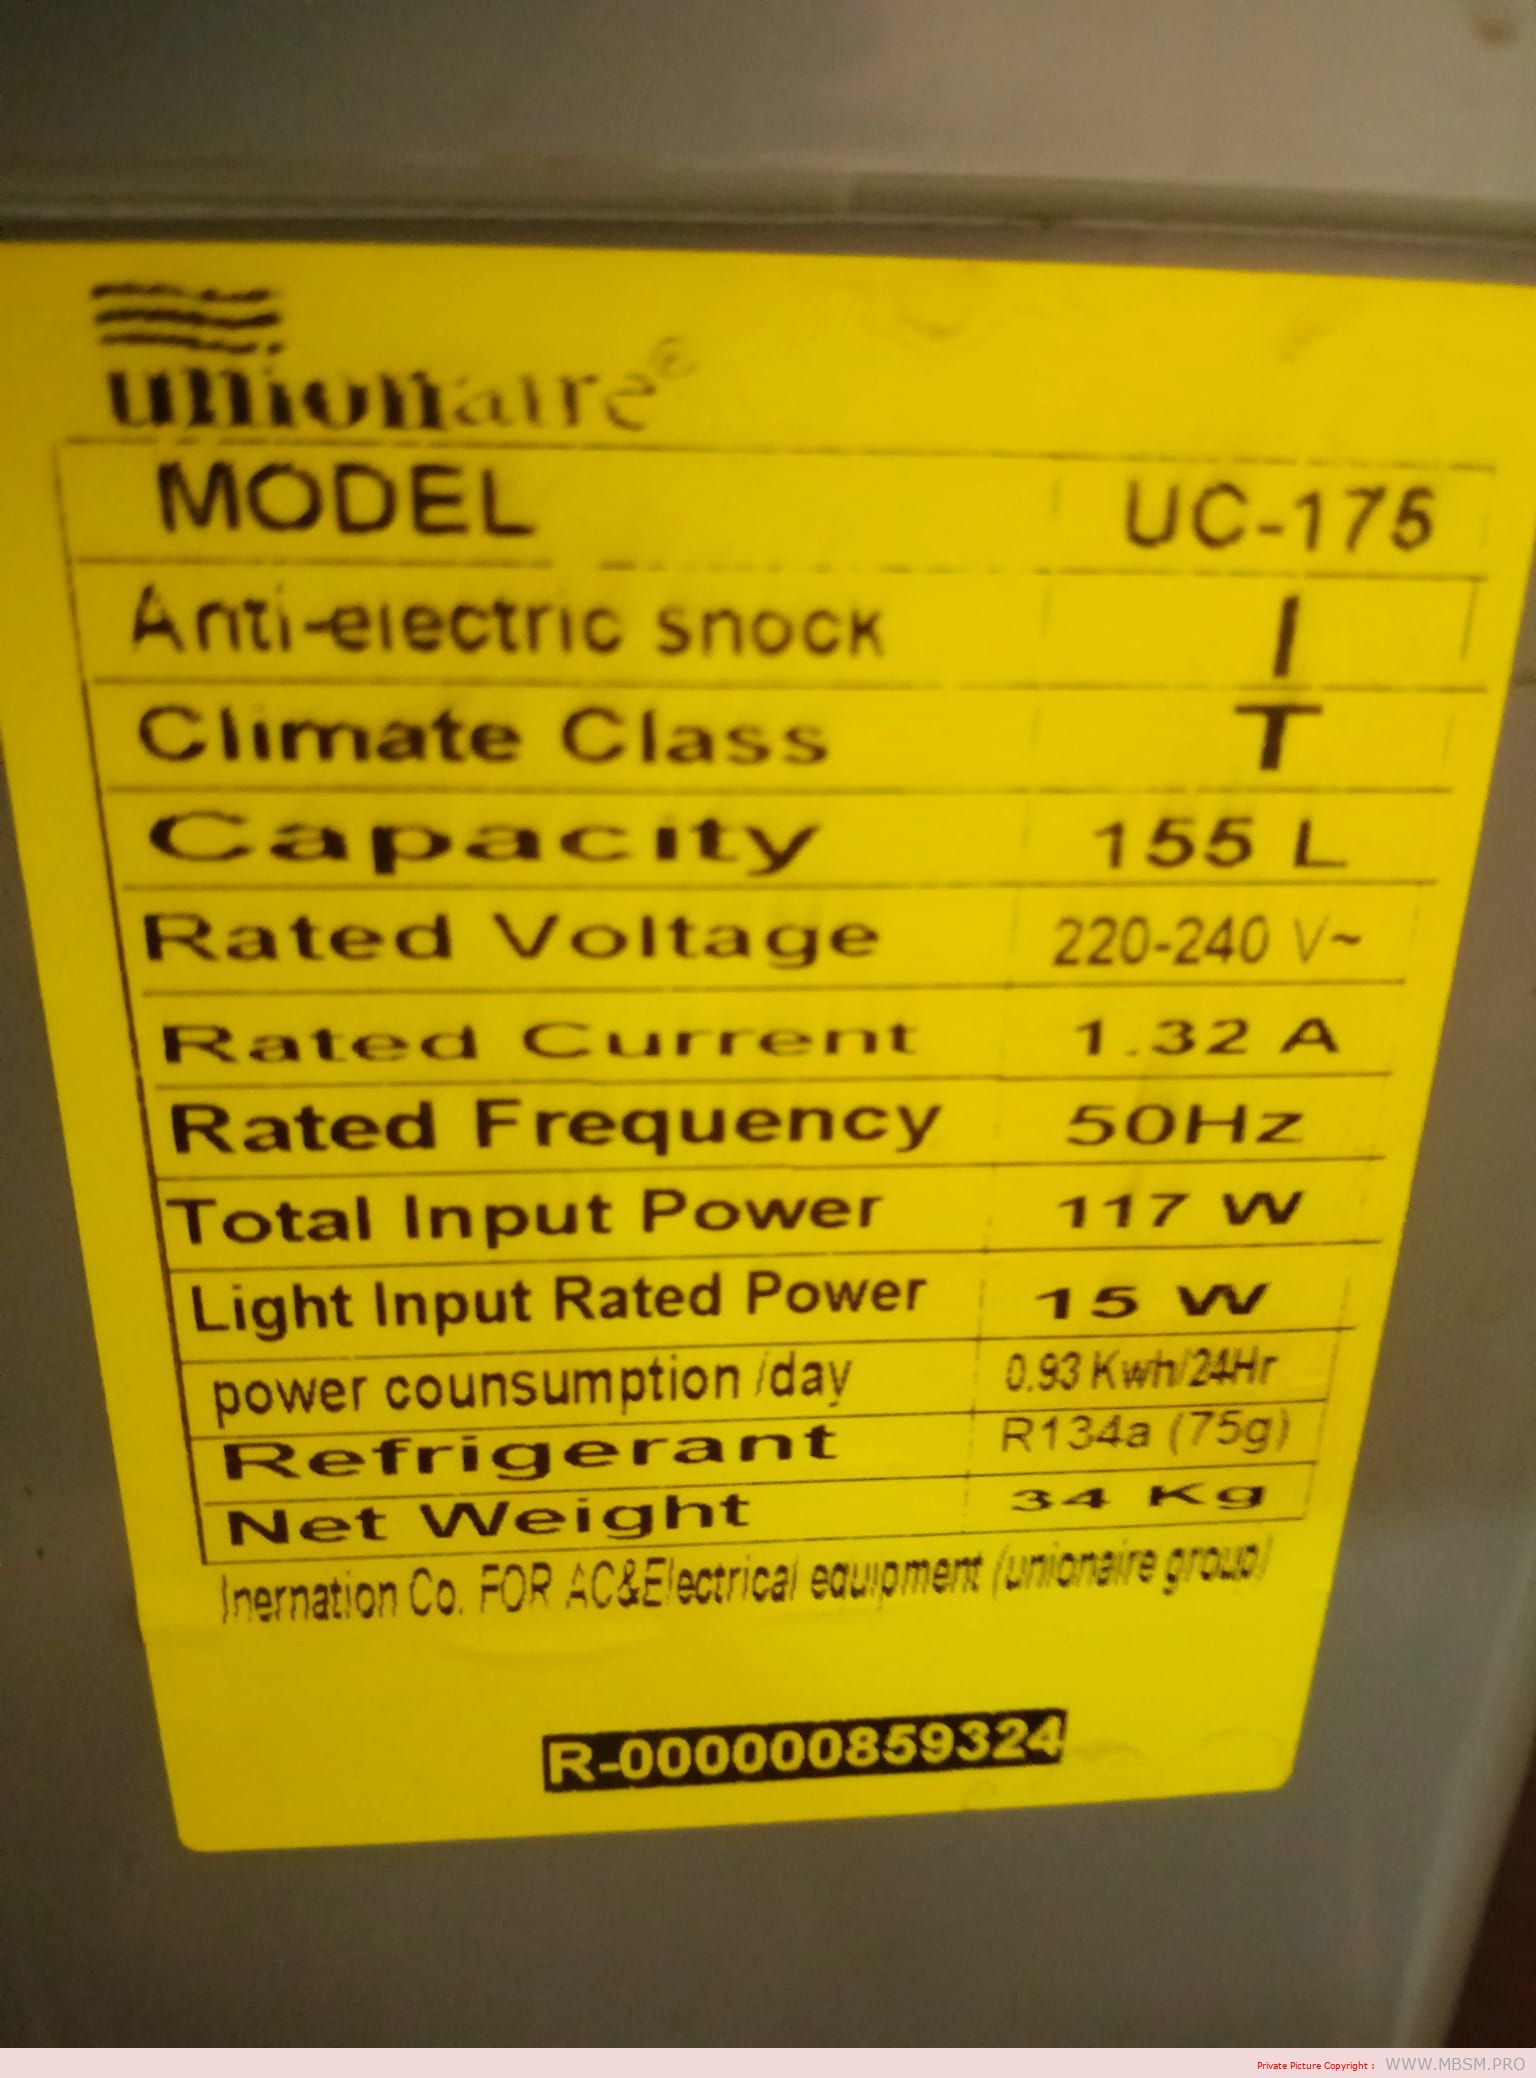 unionaire®
MODEL UC-175
Anti-electric shock I
Climate Class T
Capacity 155 L
Rated Voltage 220-240 V~
Rated Current 1.32 A
Rated Frequency 50Hz
Total Input Power 117 W
Light Input Rated Power 15 W
power counsumption /day 0.93 Kwh/24Hr
Refrigerant R134a (75g)
Net Weight 34 Kg
Inernation Co. FOR AC&Electrical equipment (unionaire group)
R-000000859324
Private Picture Copyright : WWW.MBSM.PRO